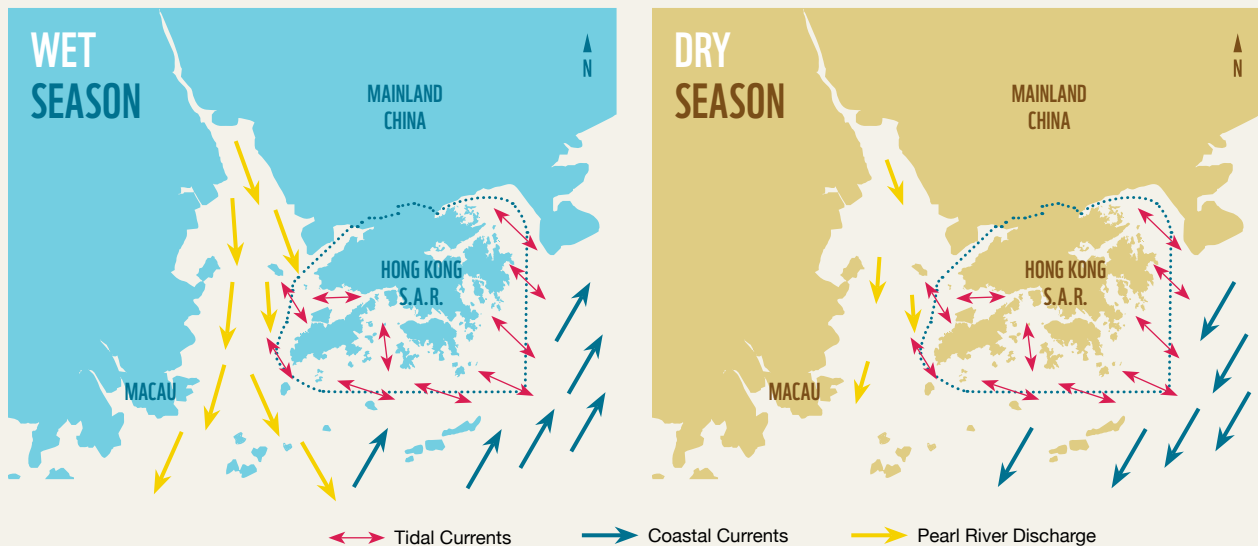 WET
SEASON
N
MAINLAND
CHINA
HONG KONG
S.A.R.
MACAU
DRY
SEASON
N
MAINLAND
CHINA
HONG KONG
S.A.R.
MACAU
Tidal Currents
Coastal Currents
Pearl River Discharge